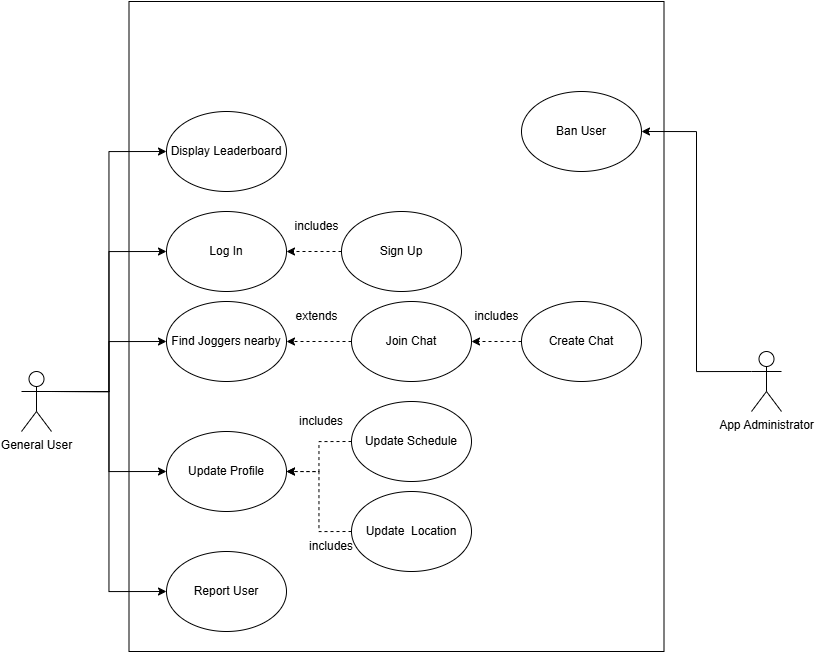 Ban User
Display Leaderboard
includes
Log In
Sign Up
extends
includes
Find Joggers nearby
Join Chat
Create Chat
General User
App Administrator
includes
Update Schedule
Update Profile
Update Location
includes
Report User